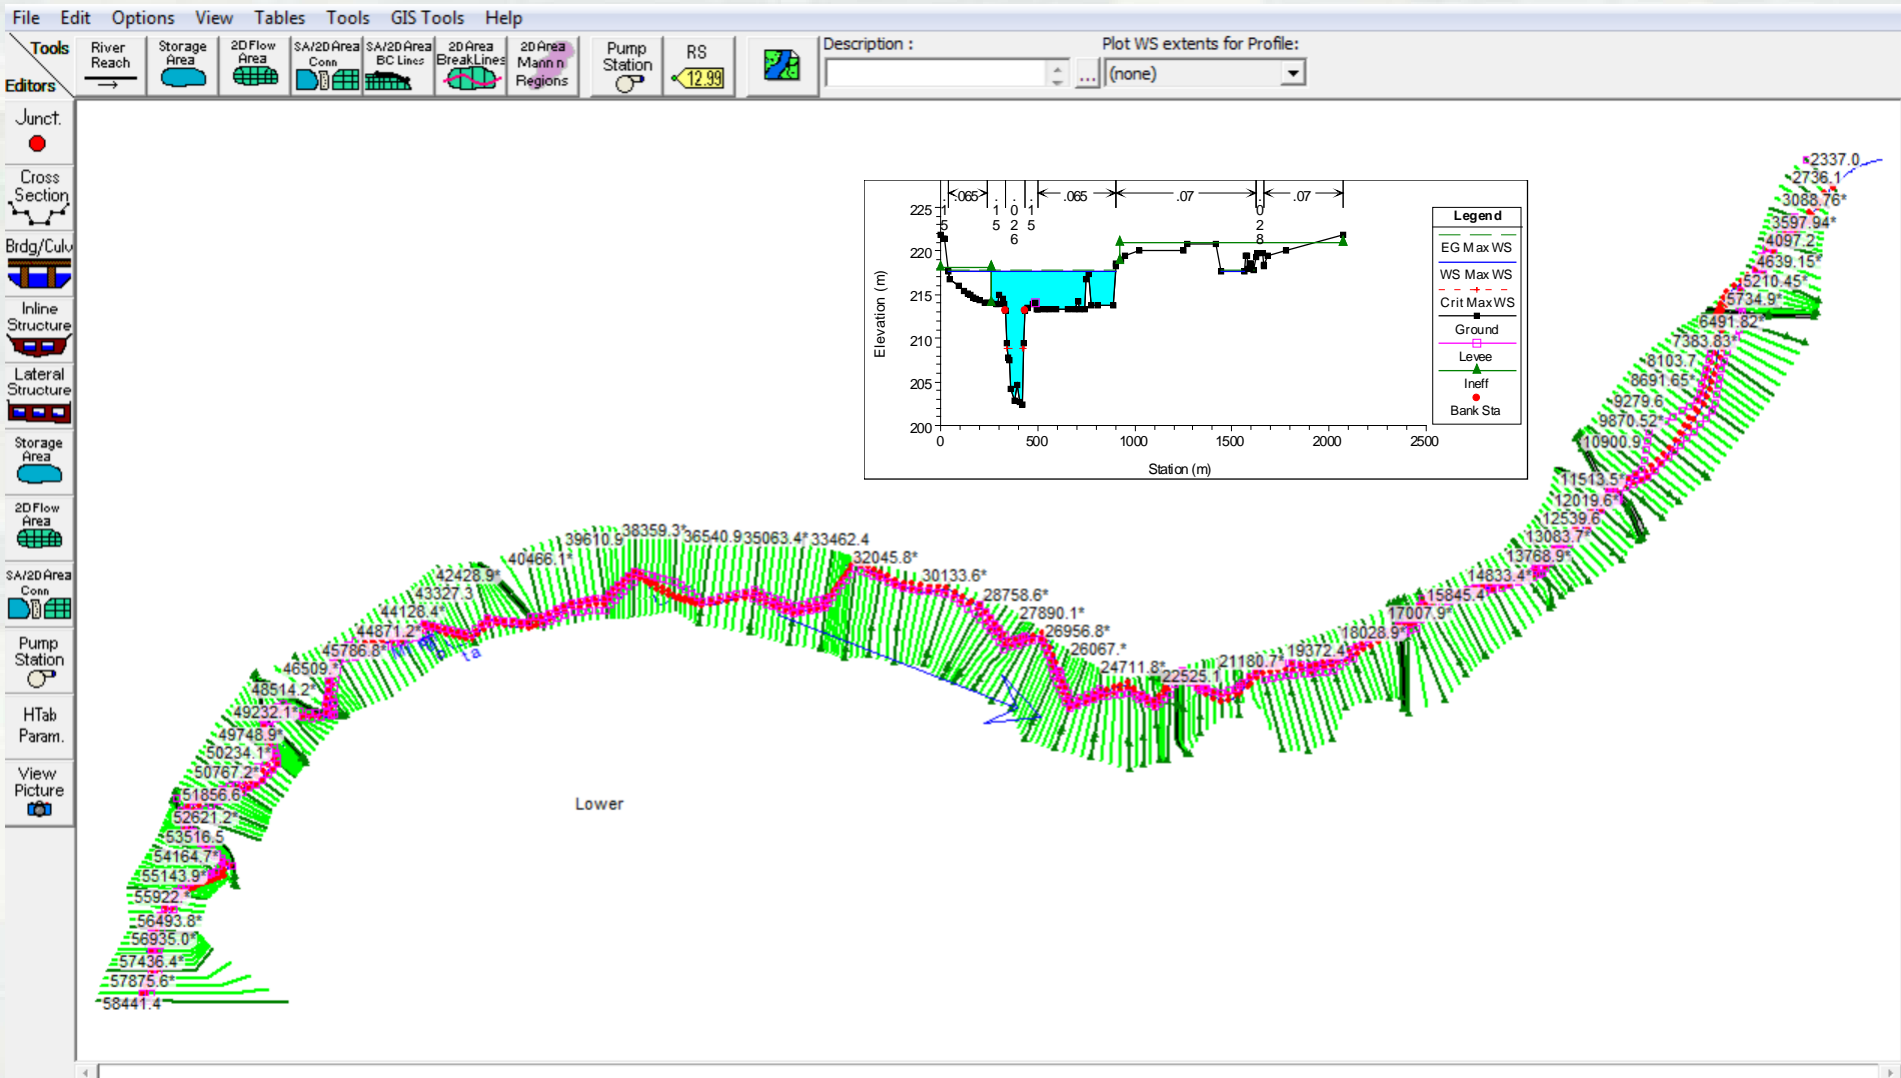 File Edit Options View Tables Tools GIS Tools Help
Tools
Editors
River
Reach
Storage
Area
2D Flow
Area
SA/2D Area
Conn
SA/2D Area
BC Lines
2D Area
BreakLines
2D Area
Mann n
Regions
Pump
Station
RS
12.99
Description :
...
Plot WS extents for Profile:
(none)
Junct.
Cross
Section
Brdg/Culv
Inline
Structure
Lateral
Structure
Storage
Area
2D Flow
Area
SA/2D Area
Conn
Pump
Station
HTab
Param.
View
Picture
.15
.065
.15
.026
.15
.065
.07
.028
.07
225
220
215
210
205
200
Elevation (m)
0 500 1000 1500 2000 2500
Station (m)
Legend
EG Max WS
WS Max WS
Crit Max WS
Ground
Levee
Ineff
Bank Sta
2337.0
2736.1
3088.76*
3597.94*
4097.2
4639.15*
5210.45*
5734.9*
6491.82*
7383.83*
8103.7
8691.65*
9279.6
9870.52*
10900.9
11513.5*
12019.6*
12539.6
13083.7*
13768.9*
14833.4*
15845.4
17007.9*
18028.9*
19372.4
21180.7*
22525.1
24711.8*
26067.*
26956.8*
27890.1*
28758.6*
30133.6*
32045.8*
33462.4
35063.4*
36540.9
38359.3*
39610.9
40466.1*
42428.9*
43327.3
44128.4*
44871.2*
45786.8*
46509.*
48514.2*
49232.1*
49748.9*
50234.1*
50767.2*
51856.6
52621.2*
53516.5
54164.7*
55143.9*
55922.*
56493.8*
56935.0*
57436.4*
57875.6*
58441.4
Lower